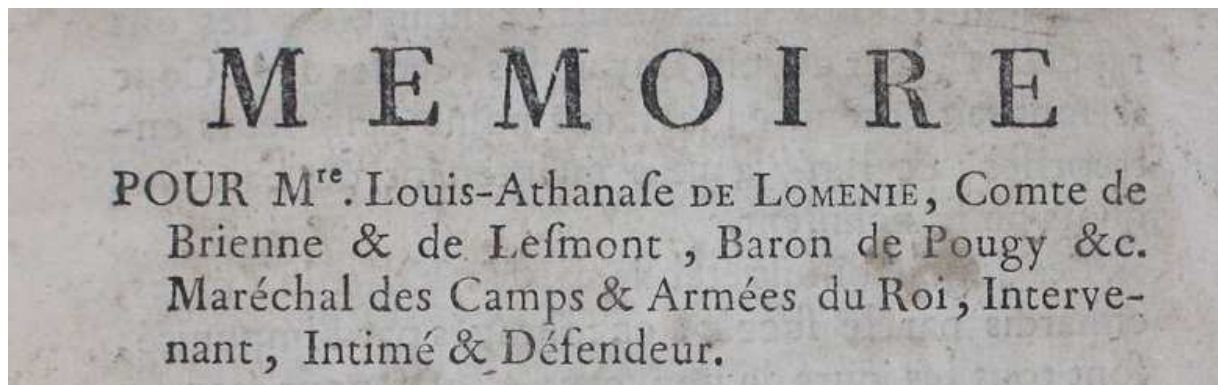 MEMOIRE
POUR Mʳᵉ. Louis-Athanaſe DE LOMENIE, Comte de
Brienne & de Leſmont , Baron de Pougy &c.
Maréchal des Camps & Armées du Roi, Interve-
nant, Intimé & Défendeur.